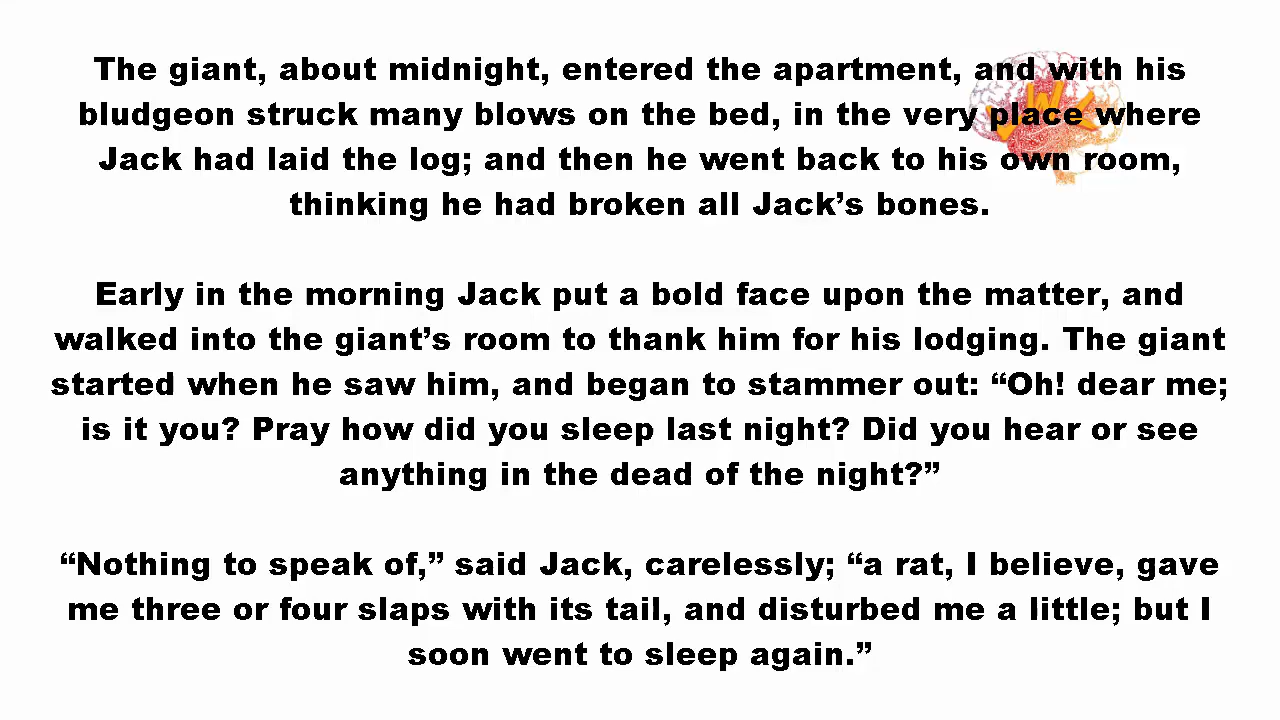 The giant, about midnight, entered the apartment, and with his
bludgeon struck many blows on the bed, in the very place where
Jack had laid the log; and then he went back to his own room,
thinking he had broken all Jack’s bones.
Early in the morning Jack put a bold face upon the matter, and
walked into the giant’s room to thank him for his lodging. The giant
started when he saw him, and began to stammer out: “Oh! dear me;
is it you? Pray how did you sleep last night? Did you hear or see
anything in the dead of the night?”
“Nothing to speak of,” said Jack, carelessly; “a rat, I believe, gave
me three or four slaps with its tail, and disturbed me a little; but I
soon went to sleep again.”